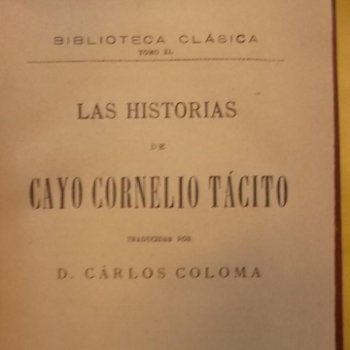 BIBLIOTECA CLÁSICA
TOMO XL
LAS HISTORIAS
DE
CAYO CORNELIO TÁCITO
TRADUCIDAS POR
D. CÁRLOS COLOMA